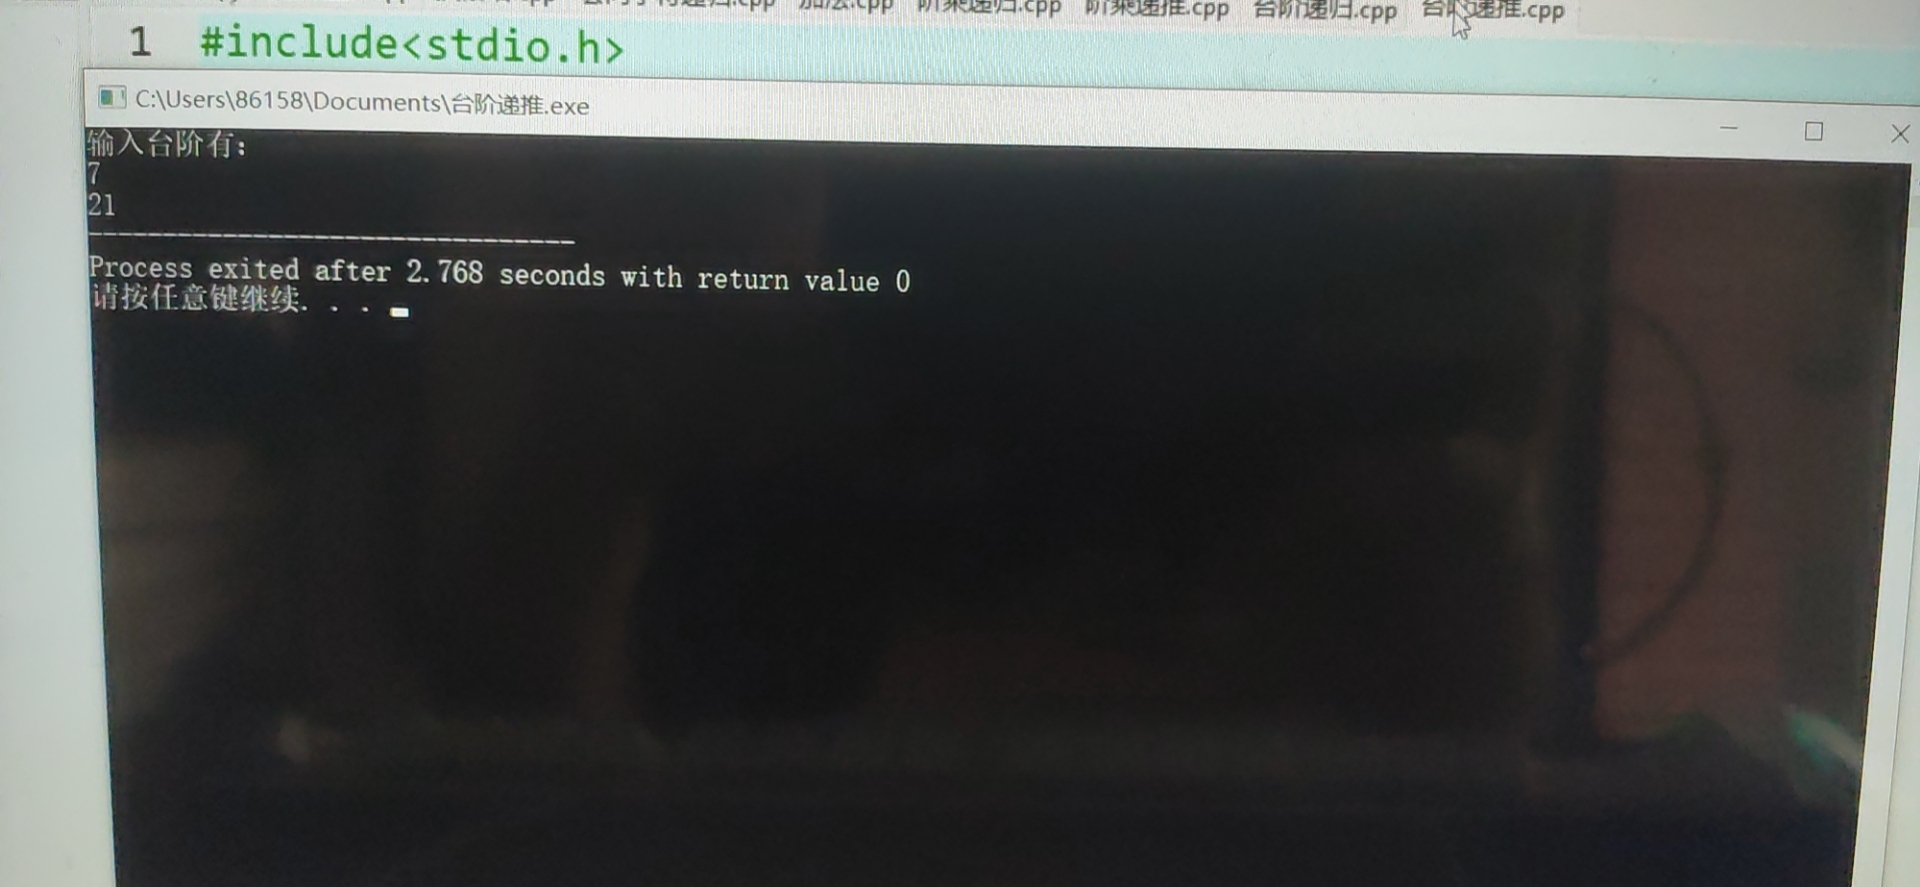 .cpp 加法.cpp 阶乘递归.cpp 阶乘递推.cpp 台阶递归.cpp 台阶递推.cpp
1 #include<stdio.h>
C:\Users\86158\Documents\台阶递推.exe
输入台阶有:
7
21
--------------------------------
Process exited after 2.768 seconds with return value 0
请按任意键继续. . .